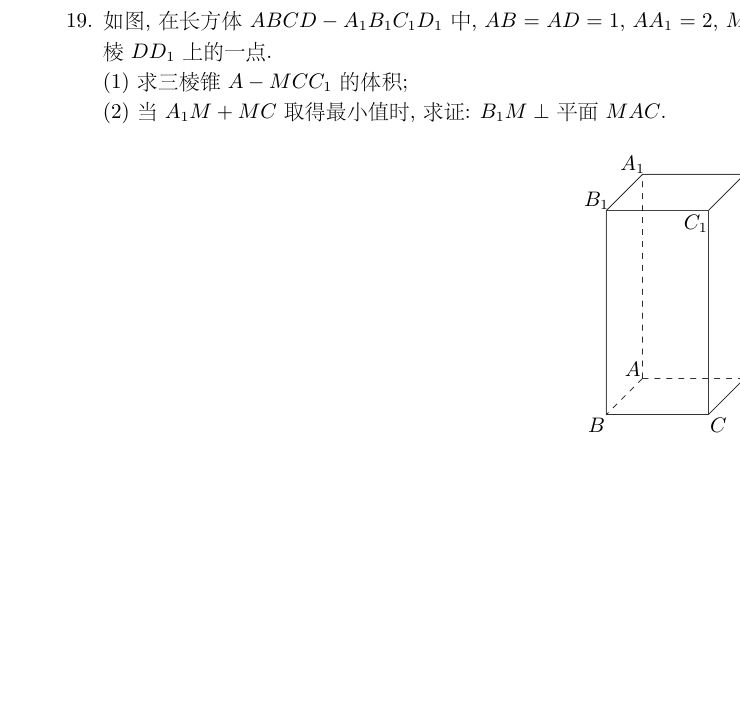 19. 如图, 在长方体 ABCD − A₁B₁C₁D₁ 中, AB = AD = 1, AA₁ = 2, M
棱 DD₁ 上的一点.
(1) 求三棱锥 A − MCC₁ 的体积;
(2) 当 A₁M + MC 取得最小值时, 求证: B₁M ⊥ 平面 MAC.
A₁
B₁
C₁
A
B C